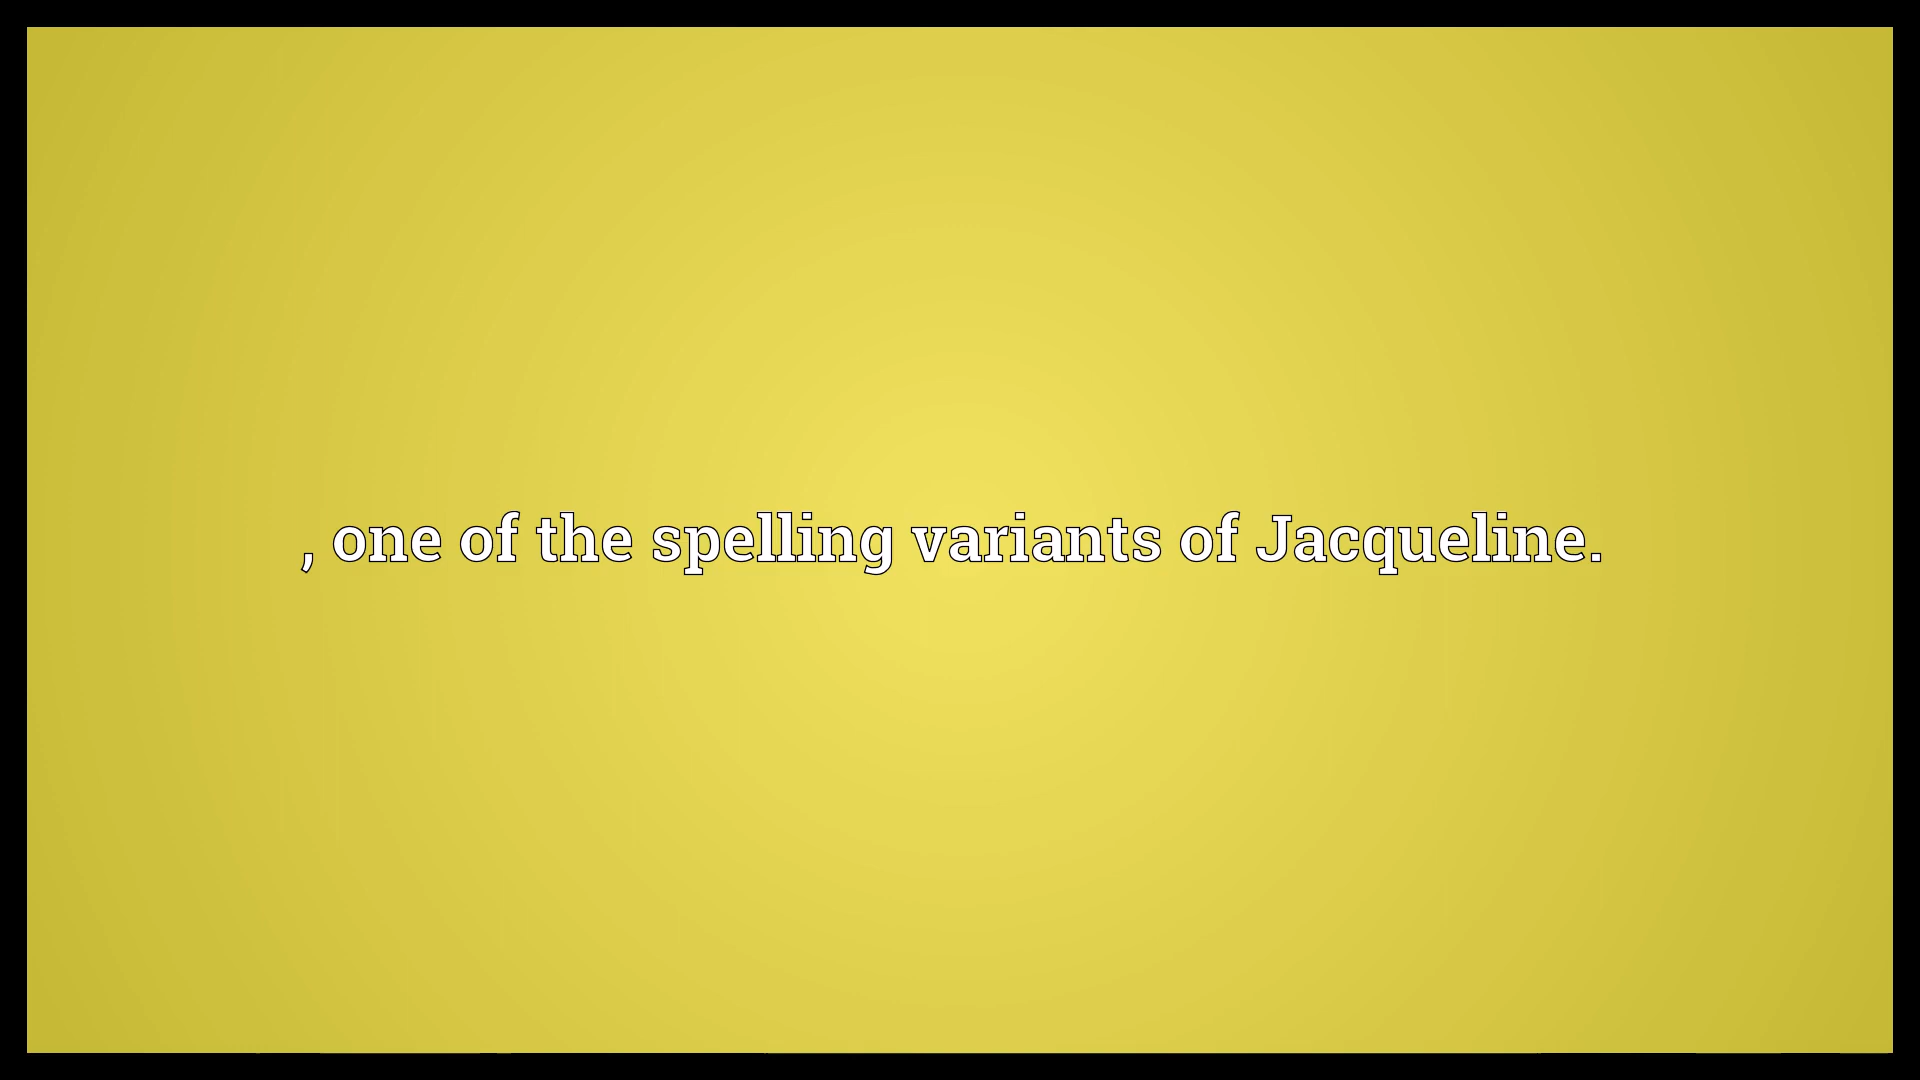 , one of the spelling variants of Jacqueline.